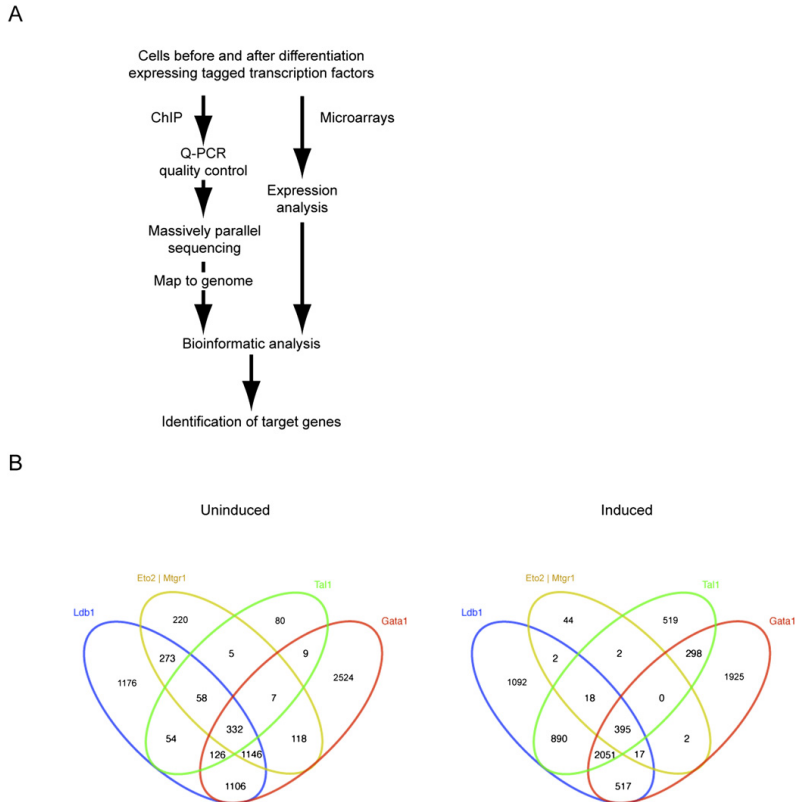 A
Cells before and after differentiation
expressing tagged transcription factors
ChIP
Microarrays
Q-PCR
quality control
Expression
analysis
Massively parallel
sequencing
Map to genome
Bioinformatic analysis
Identification of target genes
B
Uninduced
Induced
Eto2 | Mtgr1
Tal1
Ldb1
Gata1
220
80
273
5
9
1176
2524
58
7
54
332
118
126
1146
1106
Eto2 | Mtgr1
Tal1
Ldb1
Gata1
44
519
2
2
298
1092
1925
18
0
890
395
2
2051
17
517